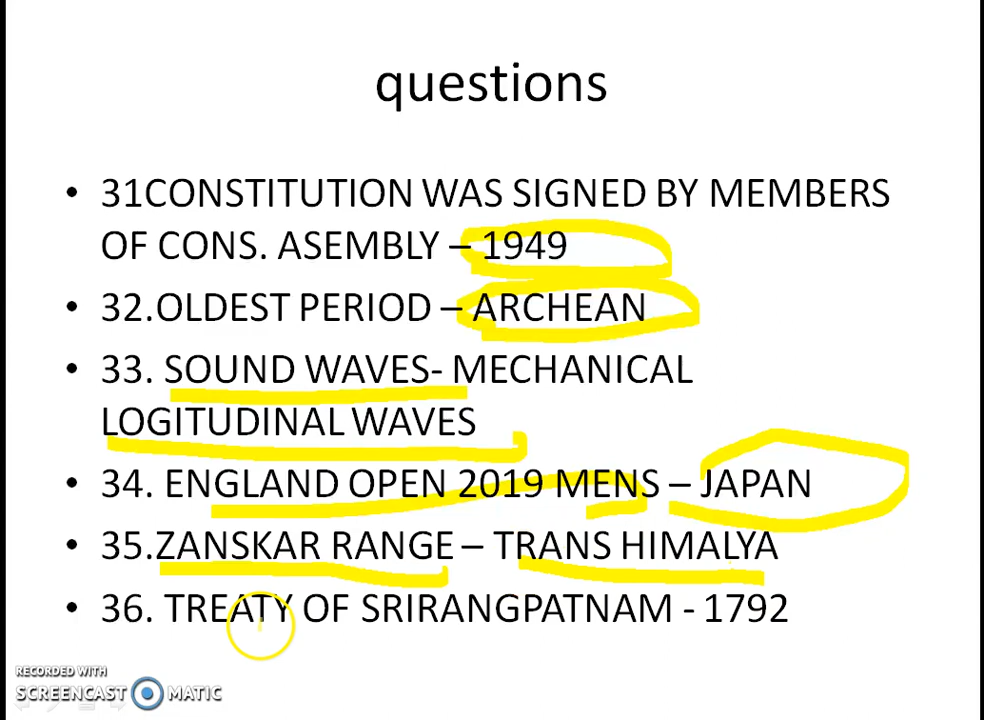 questions
• 31CONSTITUTION WAS SIGNED BY MEMBERS
OF CONS. ASEMBLY – 1949
• 32.OLDEST PERIOD – ARCHEAN
• 33. SOUND WAVES- MECHANICAL
LOGITUDINAL WAVES
• 34. ENGLAND OPEN 2019 MENS – JAPAN
• 35.ZANSKAR RANGE – TRANS HIMALYA
• 36. TREATY OF SRIRANGPATNAM - 1792
RECORDED WITH
SCREENCAST MATIC